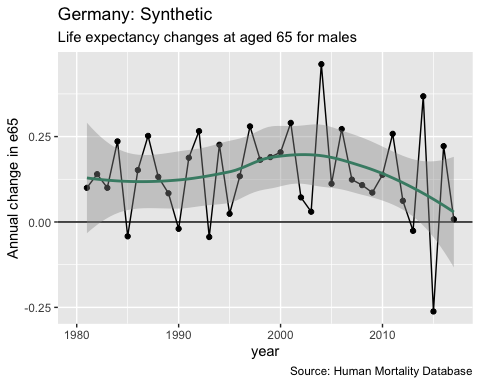 Germany: Synthetic
Life expectancy changes at aged 65 for males
Annual change in e65
0.25
0.00
-0.25
1980 1990 2000 2010
year
Source: Human Mortality Database